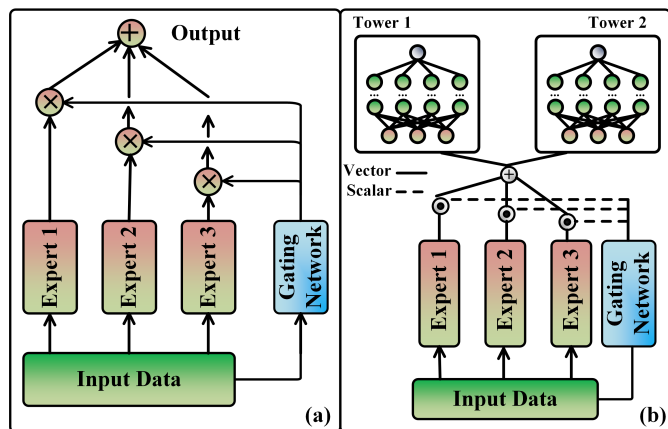 Output
Expert 1
Expert 2
Expert 3
Gating
Network
Input Data
(a)
Tower 1
Tower 2
...
...
...
...
...
...
...
...
Vector
Scalar
Expert 1
Expert 2
Expert 3
Gating
Network
Input Data
(b)